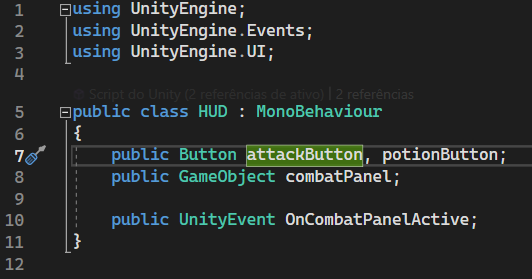 1 using UnityEngine;
2 using UnityEngine.Events;
3 using UnityEngine.UI;
4
Script do Unity (2 referências de ativo) | 2 referências
5 public class HUD : MonoBehaviour
6 {
7 public Button attackButton, potionButton;
8 public GameObject combatPanel;
9
10 public UnityEvent OnCombatPanelActive;
11 }
12